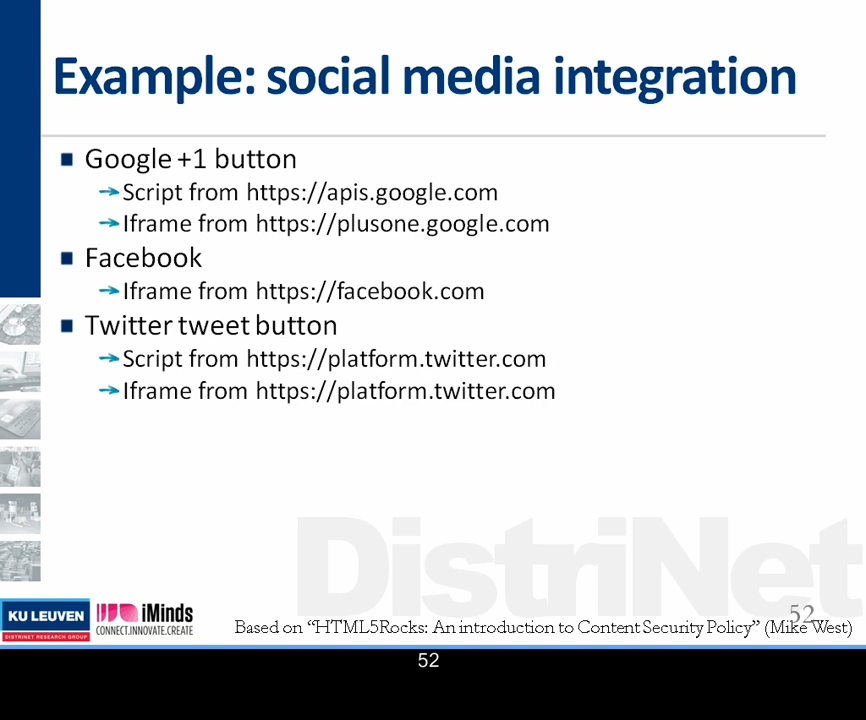 Example: social media integration
Google +1 button
Script from https://apis.google.com
Iframe from https://plusone.google.com
Facebook
Iframe from https://facebook.com
Twitter tweet button
Script from https://platform.twitter.com
Iframe from https://platform.twitter.com
DistriNet
KU LEUVEN
DISTRINET RESEARCH GROUP
iMinds
CONNECT.INNOVATE.CREATE
52
Based on “HTML5Rocks: An introduction to Content Security Policy” (Mike West)
52